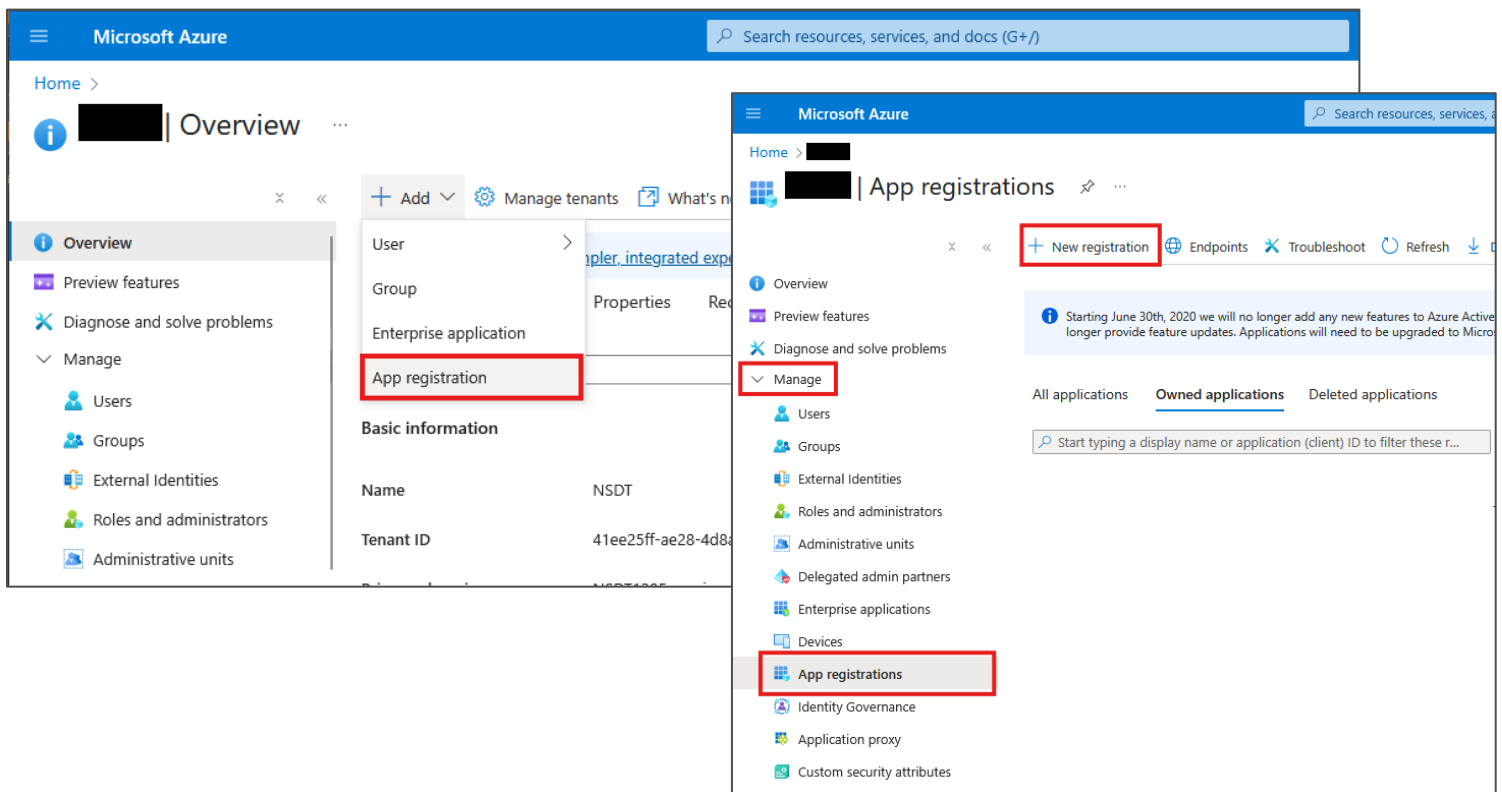 Microsoft Azure
Search resources, services, and docs (G+/)
Home >
| Overview ...
+ Add
Manage tenants
What's n
Overview
Preview features
Diagnose and solve problems
Manage
Users
Groups
External Identities
Roles and administrators
Administrative units
User >
Group
Enterprise application
App registration
mpler, integrated expe
Properties
Rec
Basic information
Name NSDT
Tenant ID 41ee25ff-ae28-4d8a
Microsoft Azure
Search resources, services, a
Home >
| App registrations ...
+ New registration
Endpoints
Troubleshoot
Refresh
Overview
Preview features
Diagnose and solve problems
Manage
Users
Groups
External Identities
Roles and administrators
Administrative units
Delegated admin partners
Enterprise applications
Devices
App registrations
Identity Governance
Application proxy
Custom security attributes
Starting June 30th, 2020 we will no longer add any new features to Azure Active
longer provide feature updates. Applications will need to be upgraded to Micro
All applications Owned applications Deleted applications
Start typing a display name or application (client) ID to filter these r...